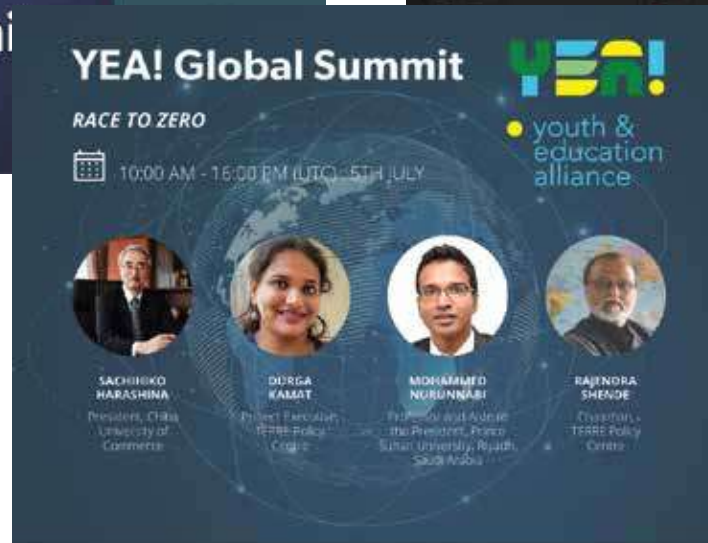 ni
YEA! Global Summit
YEA!
RACE TO ZERO
youth &
education
alliance
10:00 AM - 16:00 PM (UTC) . 5TH JULY
SACHIHIKO
HARASHINA
President, Chiba
University of
Commerce
DURGA
KAMAT
Project Executive,
TERRE Policy
Centre
MOHAMMED
NURUNNABI
Professor and Aide to
the President, Prince
Sultan University, Riyadh,
Saudi Arabia
RAJENDRA
SHENDE
Chairman,
TERRE Policy
Centre